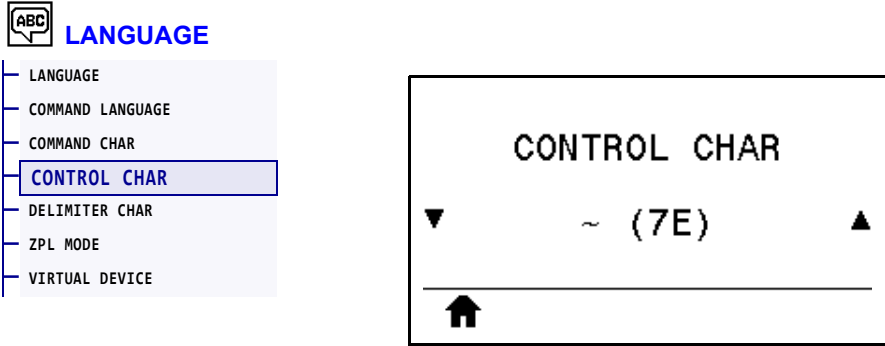 ABC
LANGUAGE
LANGUAGE
COMMAND LANGUAGE
COMMAND CHAR
CONTROL CHAR
DELIMITER CHAR
ZPL MODE
VIRTUAL DEVICE
CONTROL CHAR
~ (7E)